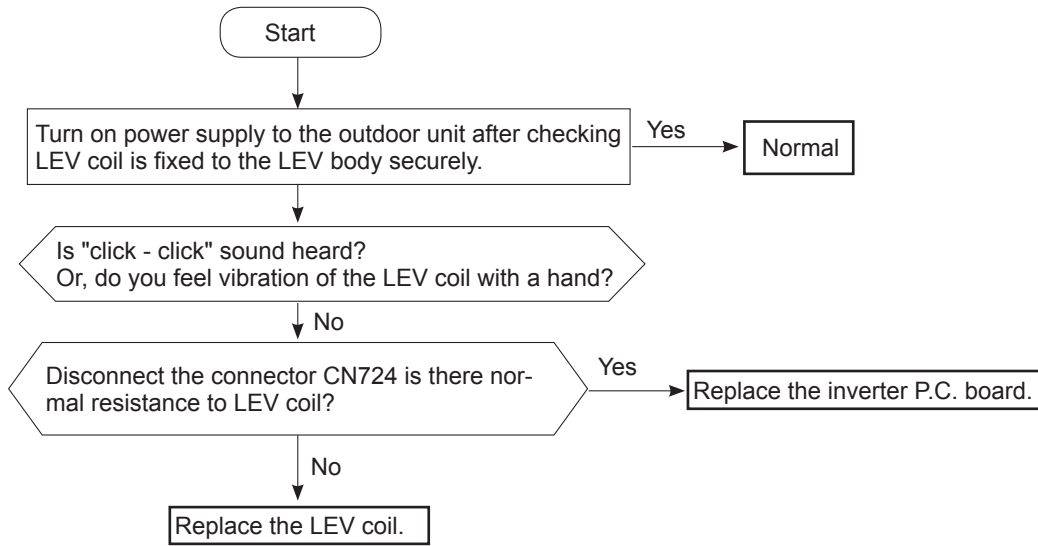 Start
Turn on power supply to the outdoor unit after checking
LEV coil is fixed to the LEV body securely.
Yes
Normal
Is "click - click" sound heard?
Or, do you feel vibration of the LEV coil with a hand?
No
Disconnect the connector CN724 is there nor-
mal resistance to LEV coil?
Yes
Replace the inverter P.C. board.
No
Replace the LEV coil.